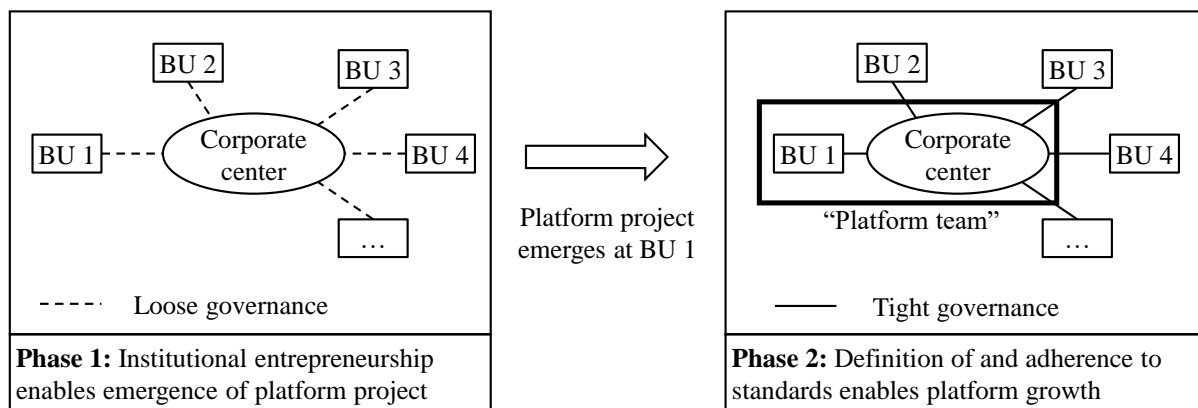 BU 2
BU 3
BU 1
Corporate
center
BU 4
…
Loose governance
Phase 1: Institutional entrepreneurship
enables emergence of platform project
Platform project
emerges at BU 1
BU 2
BU 3
BU 1
Corporate
center
BU 4
“Platform team”
…
Tight governance
Phase 2: Definition of and adherence to
standards enables platform growth